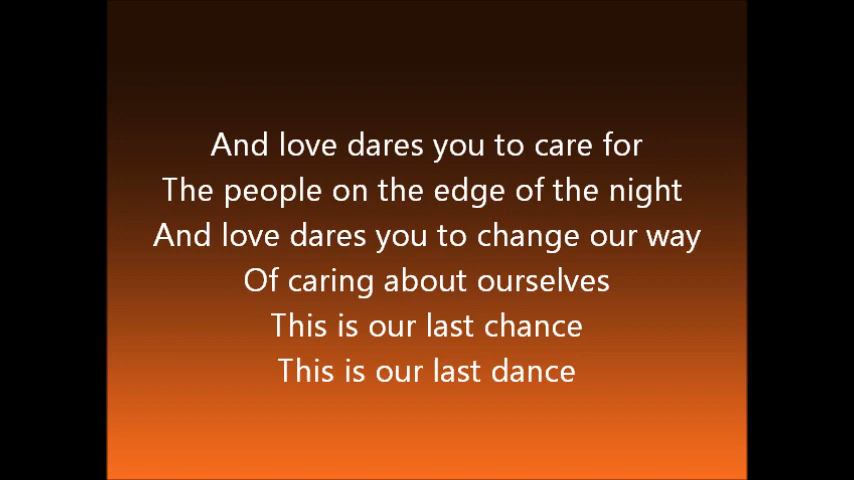 And love dares you to care for
The people on the edge of the night
And love dares you to change our way
Of caring about ourselves
This is our last chance
This is our last dance